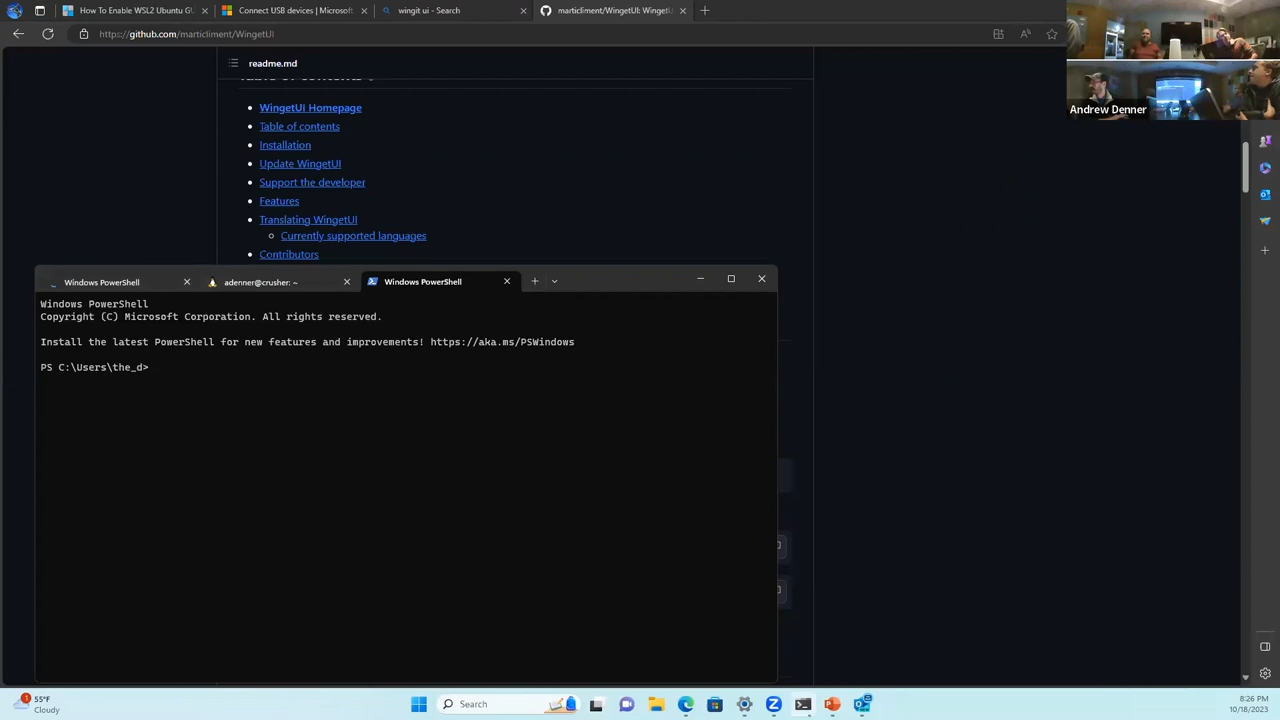 How To Enable WSL2 Ubuntu GU
Connect USB devices | Microsoft
wingit ui - Search
marticliment/WingetUI: WingetU
https://github.com/marticliment/WingetUI
readme.md
WingetUI Homepage
Table of contents
Installation
Update WingetUI
Support the developer
Features
Translating WingetUI
Currently supported languages
Contributors
Andrew Denner
Windows PowerShell
adenner@crusher: ~
Windows PowerShell
Windows PowerShell
Copyright (C) Microsoft Corporation. All rights reserved.
Install the latest PowerShell for new features and improvements! https://aka.ms/PSWindows
PS C:\Users\the_d>
1
55°F
Cloudy
Search
8:26 PM
10/18/2023